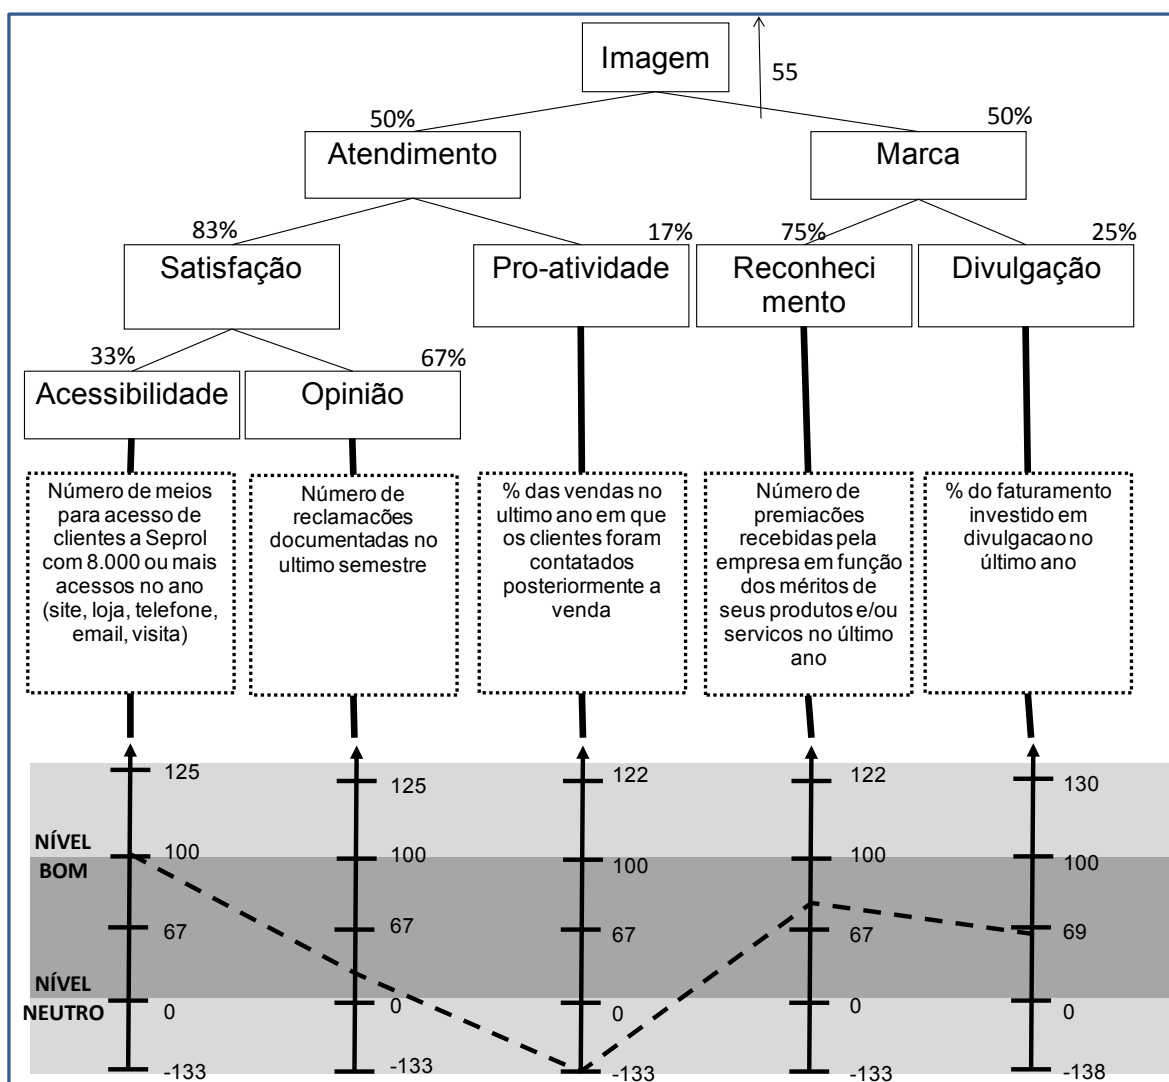 Imagem
55
50%
50%
Atendimento
Marca
83%
17%
75%
25%
Satisfação
Pro-atividade
Reconheci
mento
Divulgação
33%
67%
Acessibilidade
Opinião
Número de meios
para acesso de
clientes a Seprol
com 8.000 ou mais
acessos no ano
(site, loja, telefone,
email, visita)
Número de
reclamacões
documentadas no
ultimo semestre
% das vendas no
ultimo ano em que
os clientes foram
contatados
posteriormente a
venda
Número de
premiacões
recebidas pela
empresa em função
dos méritos de
seus produtos e/ou
servicos no último
ano
% do faturamento
investido em
divulgacao no
último ano
125
125
122
122
130
NÍVEL
BOM
100
100
100
100
100
67
67
67
67
69
NÍVEL
NEUTRO
0
0
0
0
0
-133
-133
-133
-133
-138